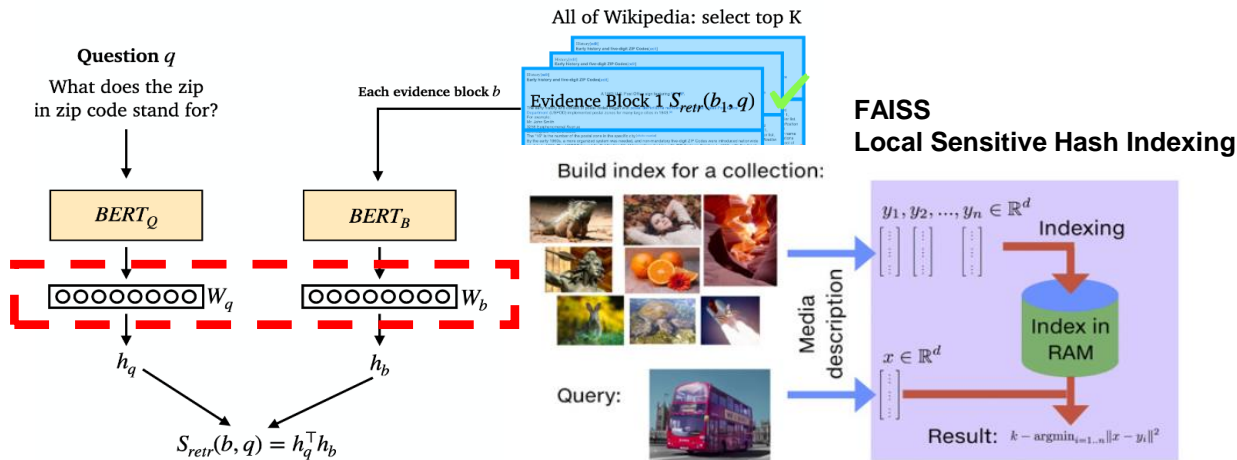 All of Wikipedia: select top K
Question q
What does the zip
in zip code stand for?
Each evidence block b
Evidence Block 1 S_retr(b_1, q)
BERT_Q
BERT_B
W_q
W_b
h_q
h_b
S_retr(b, q) = h_q^⊤ h_b
FAISS
Local Sensitive Hash Indexing
Build index for a collection:
Media
description
y_1, y_2, ..., y_n ∈ ℝ^d
Indexing
Index in
RAM
x ∈ ℝ^d
Query:
Result: k − argmin_{i=1..n} ‖x − y_i‖^2